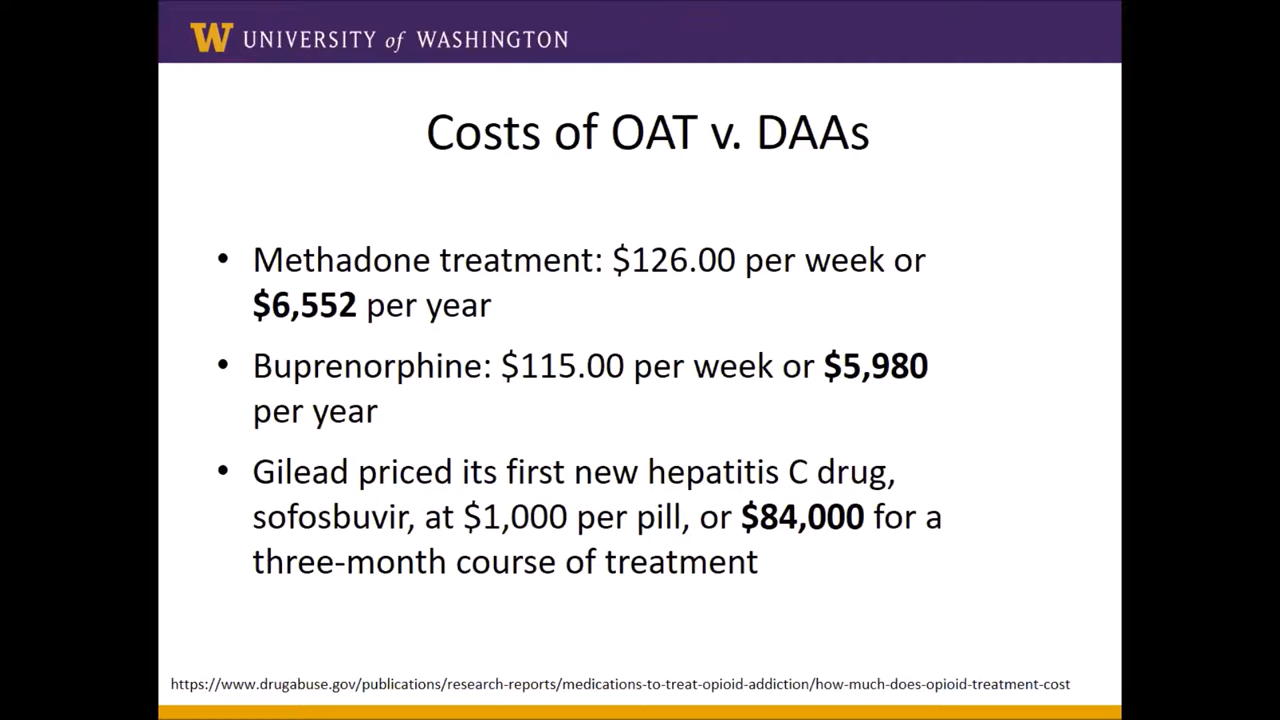 W UNIVERSITY of WASHINGTON
Costs of OAT v. DAAs
• Methadone treatment: $126.00 per week or
$6,552 per year
• Buprenorphine: $115.00 per week or $5,980
per year
• Gilead priced its first new hepatitis C drug,
sofosbuvir, at $1,000 per pill, or $84,000 for a
three-month course of treatment
https://www.drugabuse.gov/publications/research-reports/medications-to-treat-opioid-addiction/how-much-does-opioid-treatment-cost